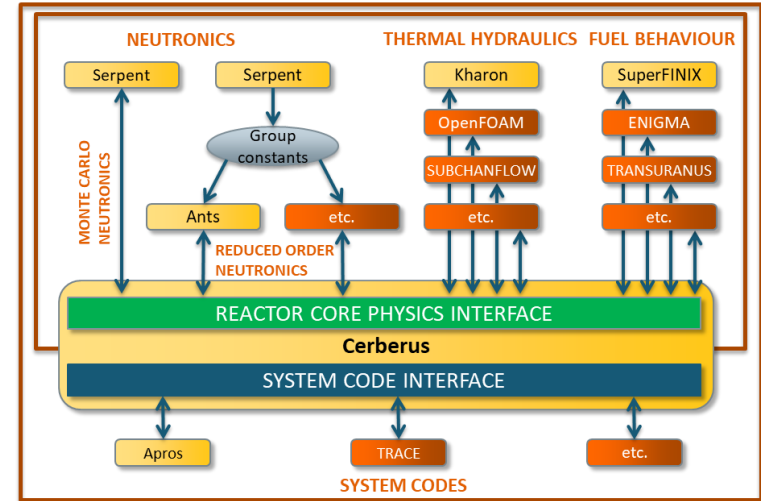 NEUTRONICS
THERMAL HYDRAULICS
FUEL BEHAVIOUR
Serpent
Serpent
Kharon
SuperFINIX
OpenFOAM
ENIGMA
Group
constants
SUBCHANFLOW
TRANSURANUS
MONTE CARLO
NEUTRONICS
Ants
etc.
etc.
etc.
REDUCED ORDER
NEUTRONICS
REACTOR CORE PHYSICS INTERFACE
Cerberus
SYSTEM CODE INTERFACE
Apros
TRACE
etc.
SYSTEM CODES